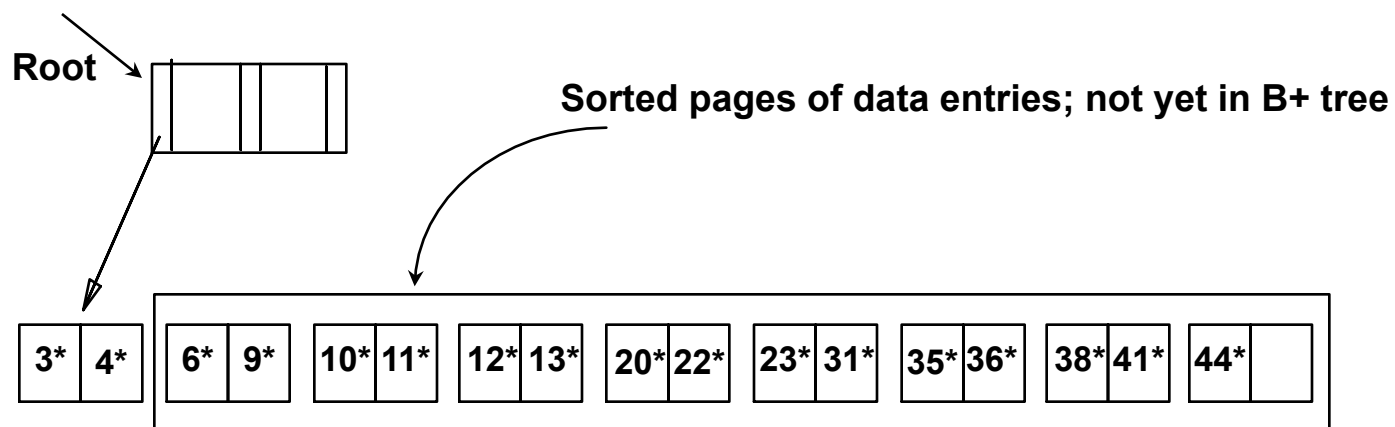 Root
Sorted pages of data entries; not yet in B+ tree
3* 4* 6* 9* 10* 11* 12* 13* 20* 22* 23* 31* 35* 36* 38* 41* 44*